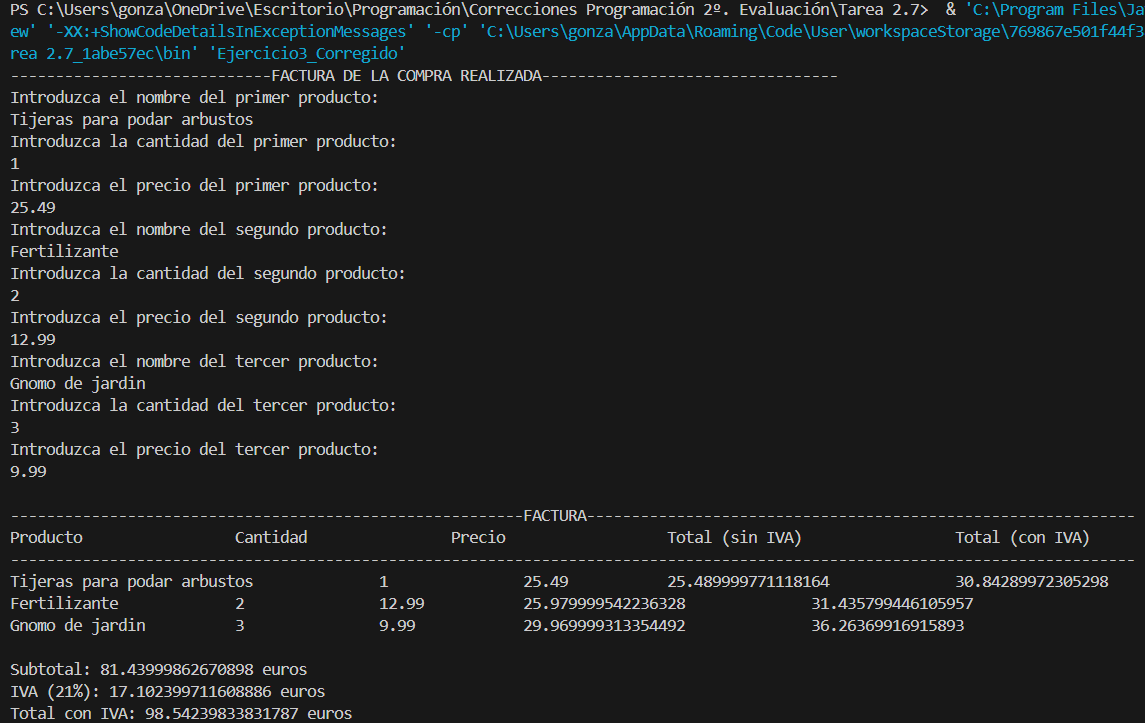 PS C:\Users\gonza\OneDrive\Escritorio\Programación\Correcciones Programación 2º. Evaluación\Tarea 2.7>  & 'C:\Program Files\Ja
ew' '-XX:+ShowCodeDetailsInExceptionMessages' '-cp' 'C:\Users\gonza\AppData\Roaming\Code\User\workspaceStorage\769867e501f44f3
rea 2.7_1abe57ec\bin' 'Ejercicio3_Corregido'
-----------------------------FACTURA DE LA COMPRA REALIZADA---------------------------------
Introduzca el nombre del primer producto:
Tijeras para podar arbustos
Introduzca la cantidad del primer producto:
1
Introduzca el precio del primer producto:
25.49
Introduzca el nombre del segundo producto:
Fertilizante
Introduzca la cantidad del segundo producto:
2
Introduzca el precio del segundo producto:
12.99
Introduzca el nombre del tercer producto:
Gnomo de jardin
Introduzca la cantidad del tercer producto:
3
Introduzca el precio del tercer producto:
9.99
---------------------------------------------------------FACTURA-------------------------------------------------------------
Producto                 Cantidad                Precio                  Total (sin IVA)                 Total (con IVA)
-----------------------------------------------------------------------------------------------------------------------------
Tijeras para podar arbustos              1               25.49           25.489999771118164              30.84289972305298
Fertilizante             2               12.99           25.979999542236328              31.435799446105957
Gnomo de jardin          3               9.99            29.969999313354492              36.26369916915893
Subtotal: 81.43999862670898 euros
IVA (21%): 17.102399711608886 euros
Total con IVA: 98.54239833831787 euros